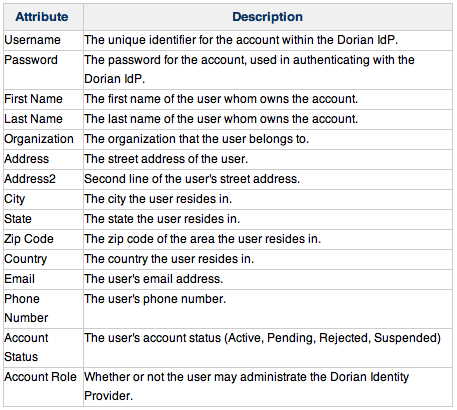 Attribute Description
Username The unique identifier for the account within the Dorian IdP.
Password The password for the account, used in authenticating with the
Dorian IdP.
First Name The first name of the user whom owns the account.
Last Name The last name of the user whom owns the account.
Organization The organization that the user belongs to.
Address The street address of the user.
Address2 Second line of the user's street address.
City The city the user resides in.
State The state the user resides in.
Zip Code The zip code of the area the user resides in.
Country The country the user resides in.
Email The user's email address.
Phone The user's phone number.
Number
Account The user's account status (Active, Pending, Rejected, Suspended)
Status
Account Role Whether or not the user may administrate the Dorian Identity
Provider.